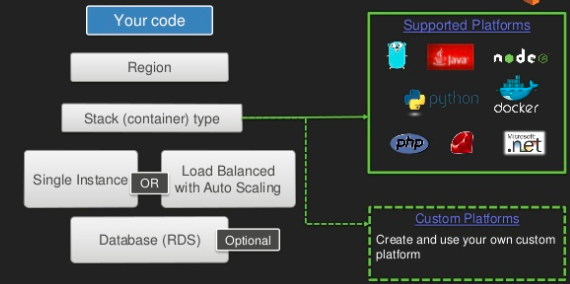 Your code
Region
Stack (container) type
Single Instance
OR
Load Balanced
with Auto Scaling
Database (RDS)
Optional
Supported Platforms
Java
node
python
docker
php
Microsoft
.net
Custom Platforms
Create and use your own custom
platform